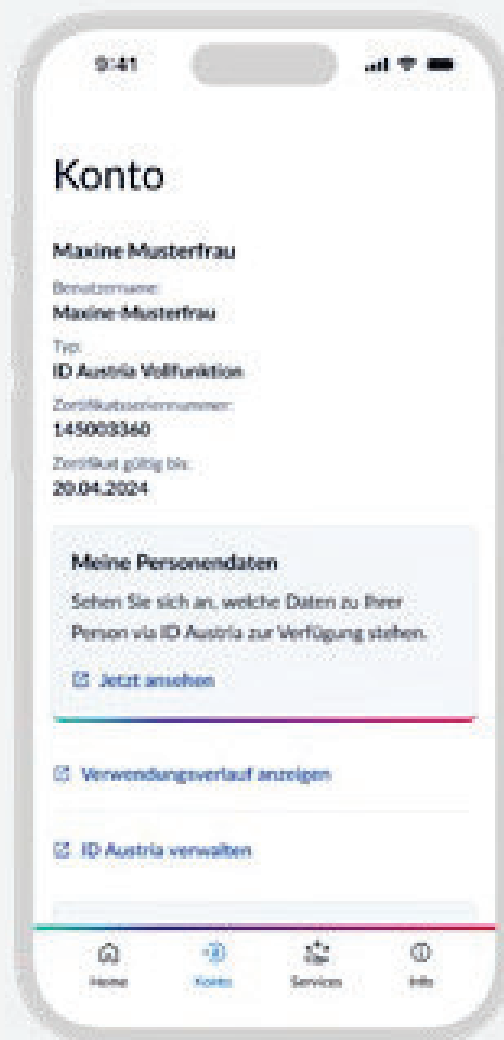 9:41
Konto
Maxine Musterfrau
Benutzername:
Maxine-Musterfrau
Typ:
ID Austria Vollfunktion
Zertifikatsseriennummer:
145003360
Zertifikat gültig bis:
20.04.2024
Meine Personendaten
Sehen Sie sich an, welche Daten zu Ihrer
Person via ID Austria zur Verfügung stehen.
Jetzt ansehen
Verwendungsverlauf anzeigen
ID Austria verwalten
Home Konto Services Info